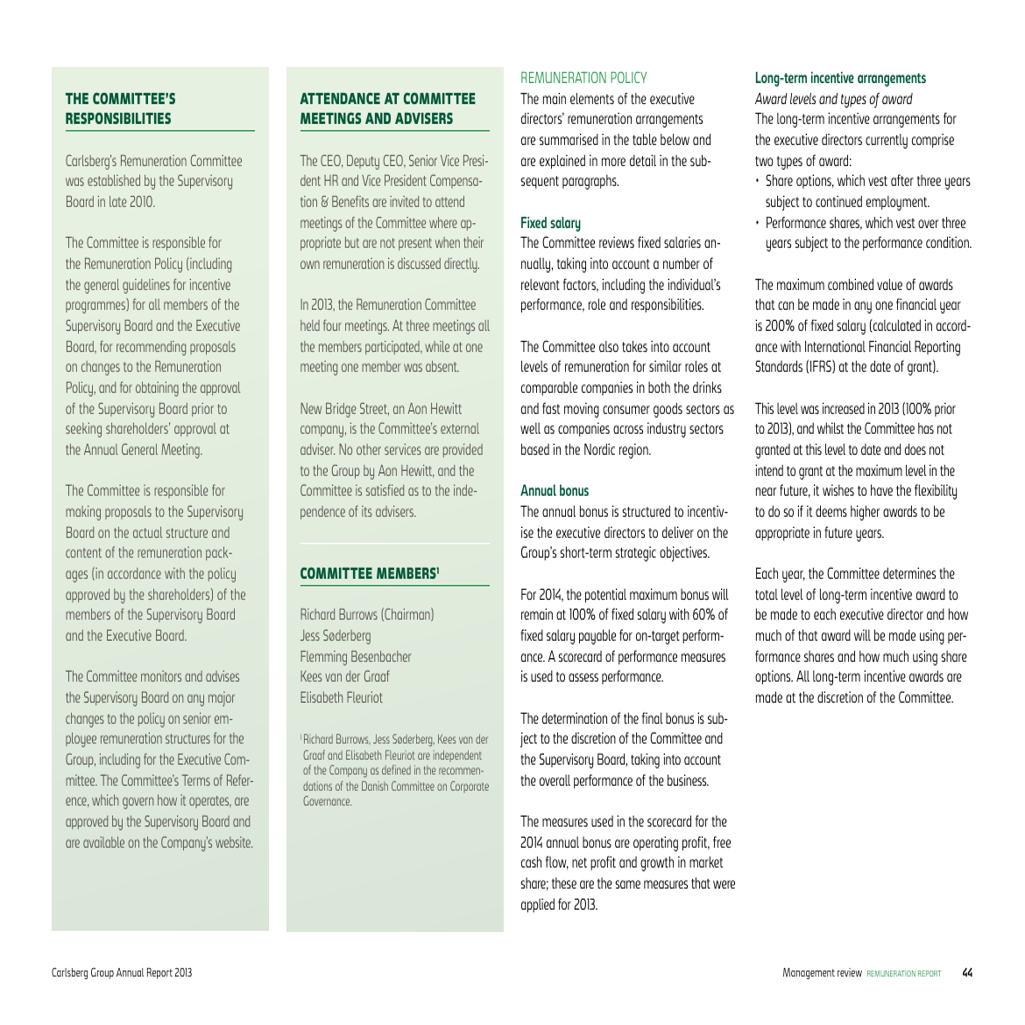 THE COMMITTEE'S
RESPONSIBILITIES
Carlsberg's Remuneration Committee
was established by the Supervisory
Board in late 2010.
The Committee is responsible for
the Remuneration Policy (including
the general guidelines for incentive
programmes) for all members of the
Supervisory Board and the Executive
Board, for recommending proposals
on changes to the Remuneration
Policy, and for obtaining the approval
of the Supervisory Board prior to
seeking shareholders' approval at
the Annual General Meeting.
The Committee is responsible for
making proposals to the Supervisory
Board on the actual structure and
content of the remuneration pack-
ages (in accordance with the policy
approved by the shareholders) of the
members of the Supervisory Board
and the Executive Board.
The Committee monitors and advises
the Supervisory Board on any major
changes to the policy on senior em-
ployee remuneration structures for the
Group, including for the Executive Com-
mittee. The Committee's Terms of Refer-
ence, which govern how it operates, are
approved by the Supervisory Board and
are available on the Company's website.
ATTENDANCE AT COMMITTEE
MEETINGS AND ADVISERS
The CEO, Deputy CEO, Senior Vice Presi-
dent HR and Vice President Compensa-
tion & Benefits are invited to attend
meetings of the Committee where ap-
propriate but are not present when their
own remuneration is discussed directly.
In 2013, the Remuneration Committee
held four meetings. At three meetings all
the members participated, while at one
meeting one member was absent.
New Bridge Street, an Aon Hewitt
company, is the Committee's external
adviser. No other services are provided
to the Group by Aon Hewitt, and the
Committee is satisfied as to the inde-
pendence of its advisers.
COMMITTEE MEMBERS¹
Richard Burrows (Chairman)
Jess Søderberg
Flemming Besenbacher
Kees van der Graaf
Elisabeth Fleuriot
¹ Richard Burrows, Jess Søderberg, Kees van der
Graaf and Elisabeth Fleuriot are independent
of the Company as defined in the recommen-
dations of the Danish Committee on Corporate
Governance.
REMUNERATION POLICY
The main elements of the executive
directors' remuneration arrangements
are summarised in the table below and
are explained in more detail in the sub-
sequent paragraphs.
Fixed salary
The Committee reviews fixed salaries an-
nually, taking into account a number of
relevant factors, including the individual's
performance, role and responsibilities.
The Committee also takes into account
levels of remuneration for similar roles at
comparable companies in both the drinks
and fast moving consumer goods sectors as
well as companies across industry sectors
based in the Nordic region.
Annual bonus
The annual bonus is structured to incentiv-
ise the executive directors to deliver on the
Group's short-term strategic objectives.
For 2014, the potential maximum bonus will
remain at 100% of fixed salary with 60% of
fixed salary payable for on-target perform-
ance. A scorecard of performance measures
is used to assess performance.
The determination of the final bonus is sub-
ject to the discretion of the Committee and
the Supervisory Board, taking into account
the overall performance of the business.
The measures used in the scorecard for the
2014 annual bonus are operating profit, free
cash flow, net profit and growth in market
share; these are the same measures that were
applied for 2013.
Long-term incentive arrangements
Award levels and types of award
The long-term incentive arrangements for
the executive directors currently comprise
two types of award:
• Share options, which vest after three years
subject to continued employment.
• Performance shares, which vest over three
years subject to the performance condition.
The maximum combined value of awards
that can be made in any one financial year
is 200% of fixed salary (calculated in accord-
ance with International Financial Reporting
Standards (IFRS) at the date of grant).
This level was increased in 2013 (100% prior
to 2013), and whilst the Committee has not
granted at this level to date and does not
intend to grant at the maximum level in the
near future, it wishes to have the flexibility
to do so if it deems higher awards to be
appropriate in future years.
Each year, the Committee determines the
total level of long-term incentive award to
be made to each executive director and how
much of that award will be made using per-
formance shares and how much using share
options. All long-term incentive awards are
made at the discretion of the Committee.
Carlsberg Group Annual Report 2013
Management review REMUNERATION REPORT 44